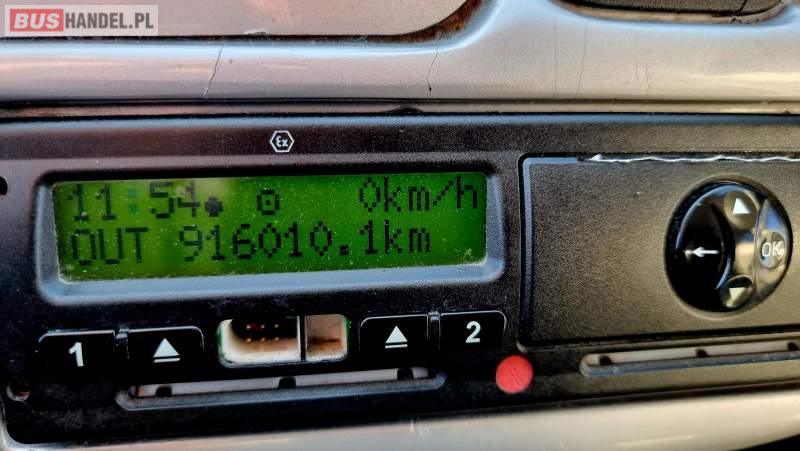 BUSHANDEL.PL
Ex
11:54 0km/h
OUT 916010.1km
OK
1
2